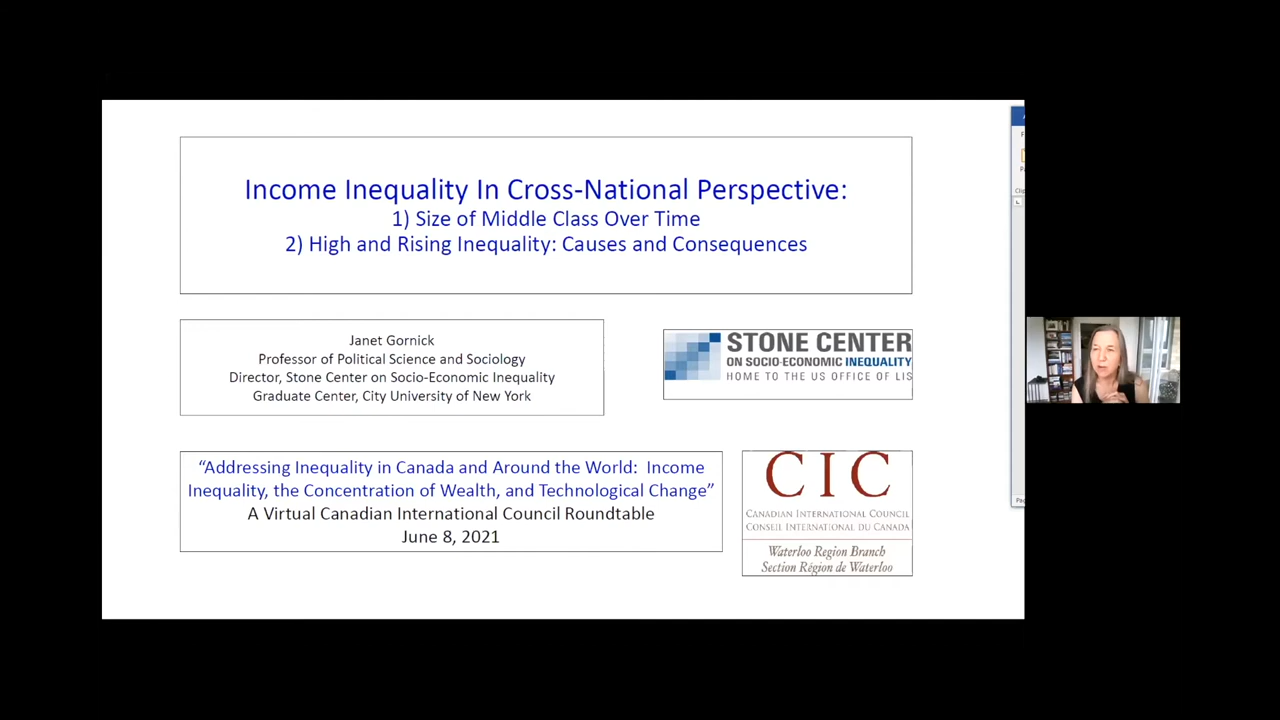 Income Inequality In Cross-National Perspective:
1) Size of Middle Class Over Time
2) High and Rising Inequality: Causes and Consequences
Janet Gornick
Professor of Political Science and Sociology
Director, Stone Center on Socio-Economic Inequality
Graduate Center, City University of New York
STONE CENTER
ON SOCIO-ECONOMIC INEQUALITY
HOME TO THE US OFFICE OF LIS
“Addressing Inequality in Canada and Around the World: Income
Inequality, the Concentration of Wealth, and Technological Change”
A Virtual Canadian International Council Roundtable
June 8, 2021
CIC
CANADIAN INTERNATIONAL COUNCIL
CONSEIL INTERNATIONAL DU CANADA
Waterloo Region Branch
Section Région de Waterloo